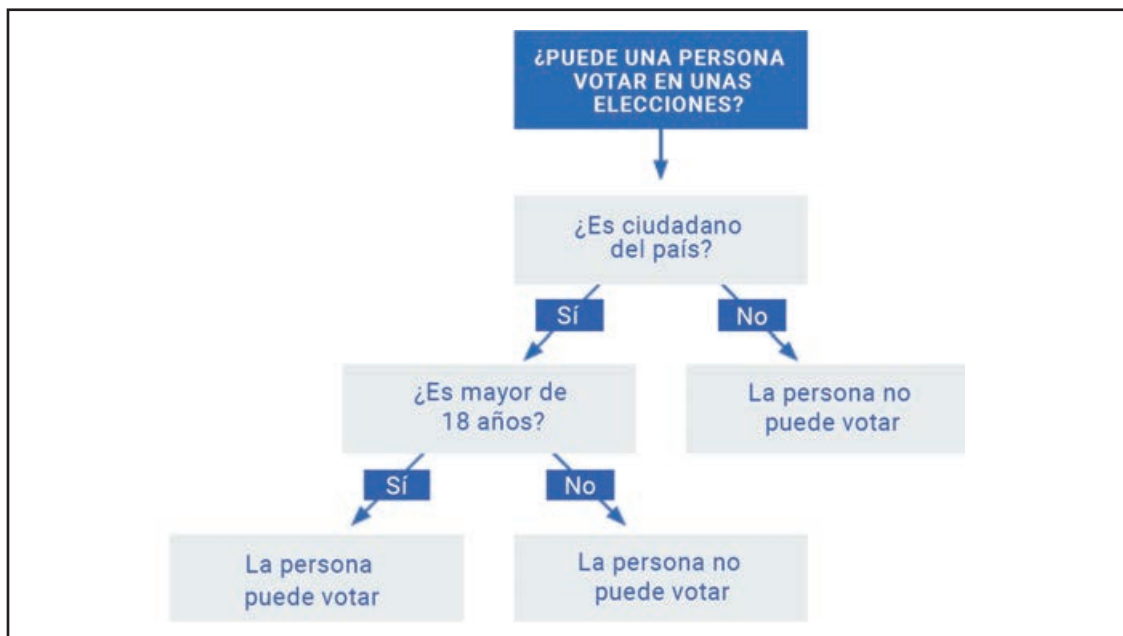 ¿PUEDE UNA PERSONA
VOTAR EN UNAS
ELECCIONES?
¿Es ciudadano
del país?
Sí
No
¿Es mayor de
18 años?
La persona no
puede votar
Sí
No
La persona
puede votar
La persona no
puede votar